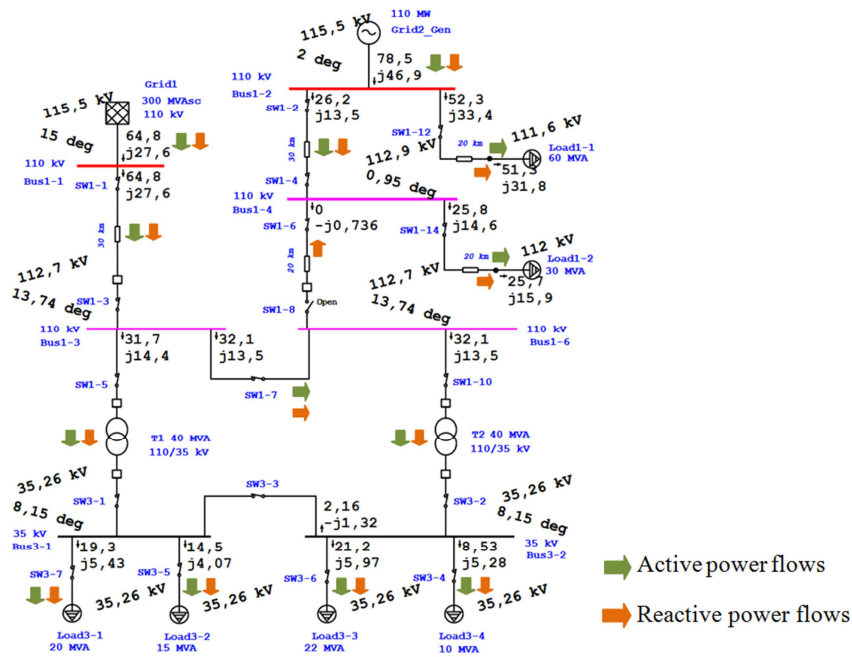 110 MW
Grid2_Gen
115,5 kV
2 deg
78,5
j46,9
110 kV
Bus1-2
SW1-2
26,2
j13,5
52,3
j33,4
SW1-12
111,6 kV
20 km
Load1-1
60 MVA
51,3
j31,8
Grid1
300 MVAsc
110 kV
115,5 kV
15 deg
64,8
j27,6
110 kV
Bus1-1
SW1-1
64,8
j27,6
30 km
30 km
112,9 kV
0,95 deg
SW1-4
110 kV
Bus1-4
SW1-6
0
-j0,736
25,8
j14,6
SW1-14
112 kV
20 km
Load1-2
30 MVA
25,7
j15,9
20 km
112,7 kV
13,74 deg
SW1-3
112,7 kV
13,74 deg
SW1-8
Open
110 kV
Bus1-3
31,7
j14,4
32,1
j13,5
110 kV
Bus1-6
32,1
j13,5
SW1-5
SW1-7
SW1-10
T1 40 MVA
110/35 kV
T2 40 MVA
110/35 kV
35,26 kV
8,15 deg
SW3-1
SW3-3
SW3-2
35,26 kV
8,15 deg
2,16
-j1,32
35 kV
Bus3-1
35 kV
Bus3-2
19,3
j5,43
14,5
j4,07
21,2
j5,97
8,53
j5,28
SW3-7
SW3-5
SW3-6
SW3-4
35,26 kV
35,26 kV
35,26 kV
35,26 kV
Load3-1
20 MVA
Load3-2
15 MVA
Load3-3
22 MVA
Load3-4
10 MVA
Active power flows
Reactive power flows